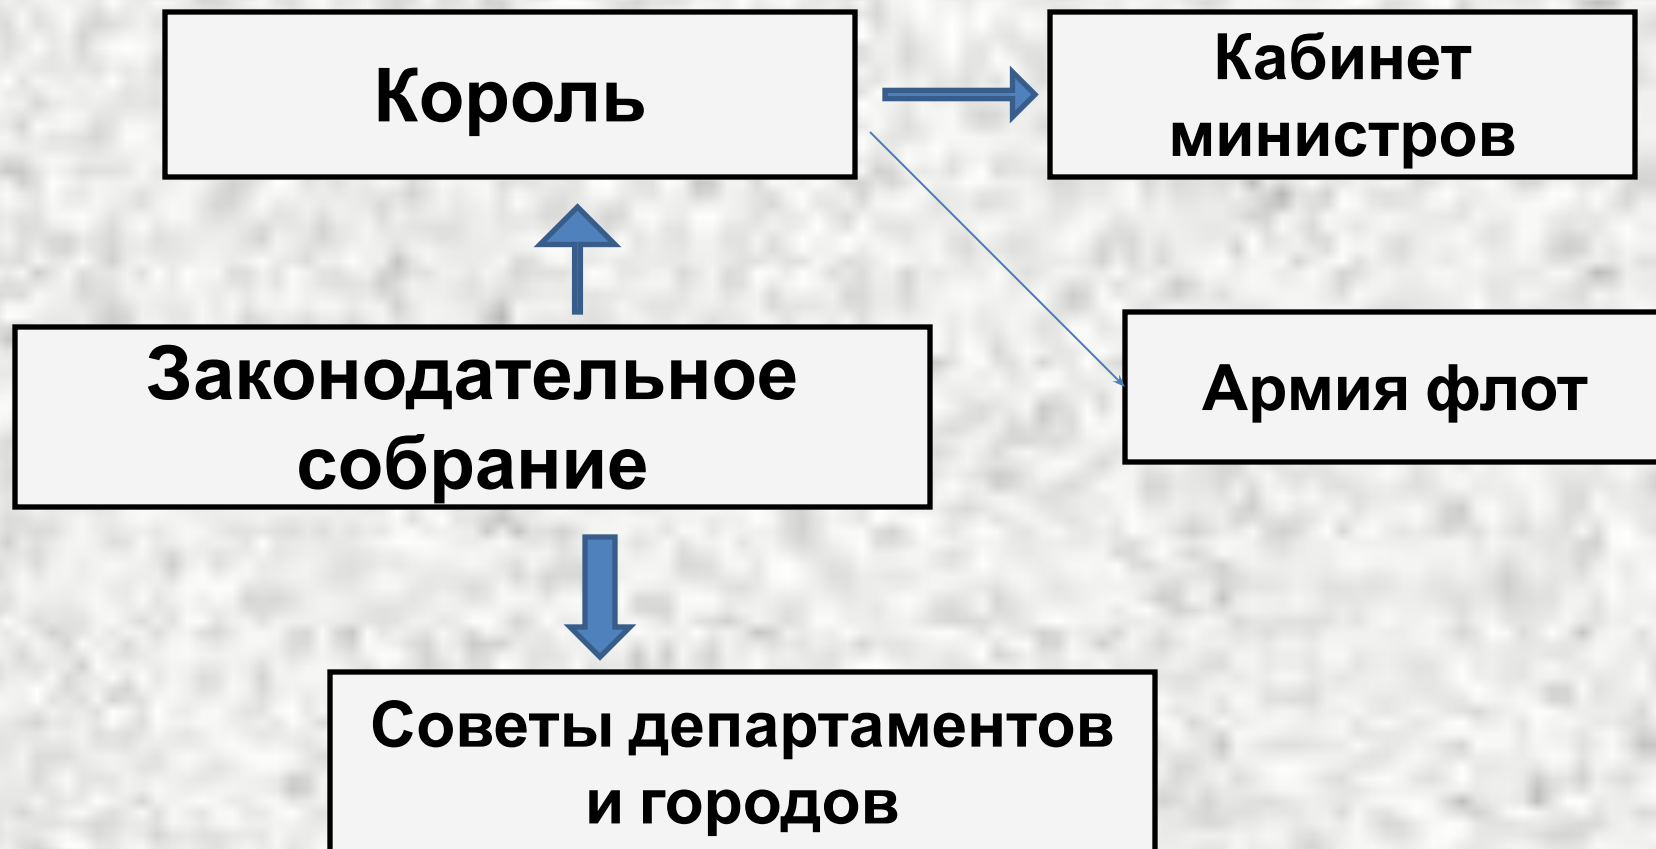 Король
Кабинет
министров
Законодательное
собрание
Армия флот
Советы департаментов
и городов